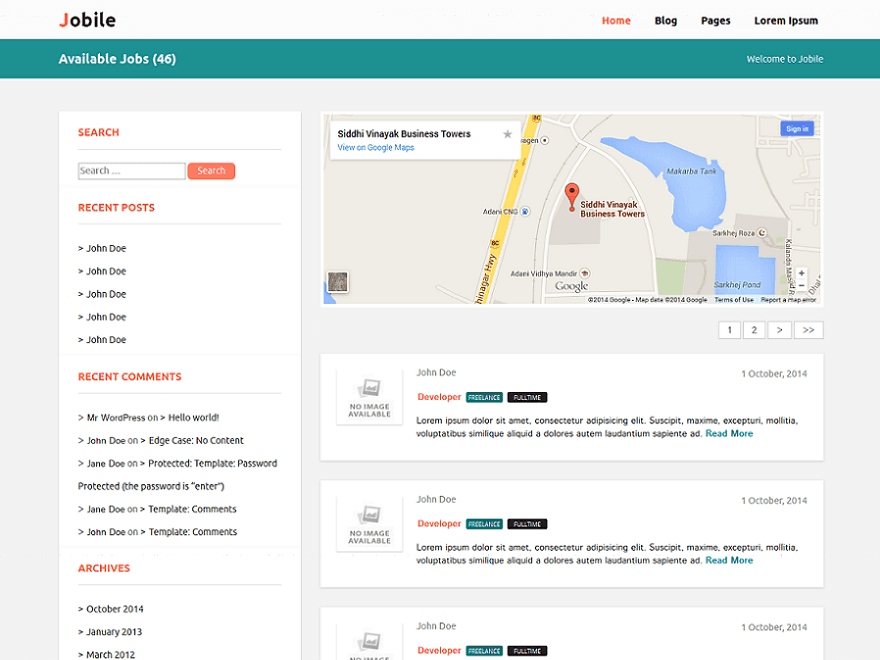 Jobile
Home Blog Pages Lorem Ipsum
Available Jobs (46)
Welcome to Jobile
SEARCH
Search ...
Search
RECENT POSTS
> John Doe
> John Doe
> John Doe
> John Doe
> John Doe
RECENT COMMENTS
> Mr WordPress on > Hello world!
> John Doe on > Edge Case: No Content
> Jane Doe on > Protected: Template: Password
Protected (the password is "enter")
> Jane Doe on > Template: Comments
> John Doe on > Template: Comments
ARCHIVES
> October 2014
> January 2013
> March 2012
Siddhi Vinayak Business Towers
View on Google Maps
Sign in
8C
agen
Makarba Tank
Adani CNG
Siddhi Vinayak
Business Towers
Sarkhej Roza
8C
hinagar Hwy
Adani Vidhya Mandir
Sarkhej Pond
Google
+
−
©2014 Google - Map data ©2014 Google Terms of Use Report a map error
1 2 > >>
NO IMAGE
AVAILABLE
John Doe
1 October, 2014
Developer FREELANCE FULLTIME
Lorem ipsum dolor sit amet, consectetur adipisicing elit. Suscipit, maxime, excepturi, mollitia,
voluptatibus similique aliquid a dolores autem laudantium sapiente ad. Read More
NO IMAGE
AVAILABLE
John Doe
1 October, 2014
Developer FREELANCE FULLTIME
Lorem ipsum dolor sit amet, consectetur adipisicing elit. Suscipit, maxime, excepturi, mollitia,
voluptatibus similique aliquid a dolores autem laudantium sapiente ad. Read More
NO IMAGE
John Doe
1 October, 2014
Developer FREELANCE FULLTIME